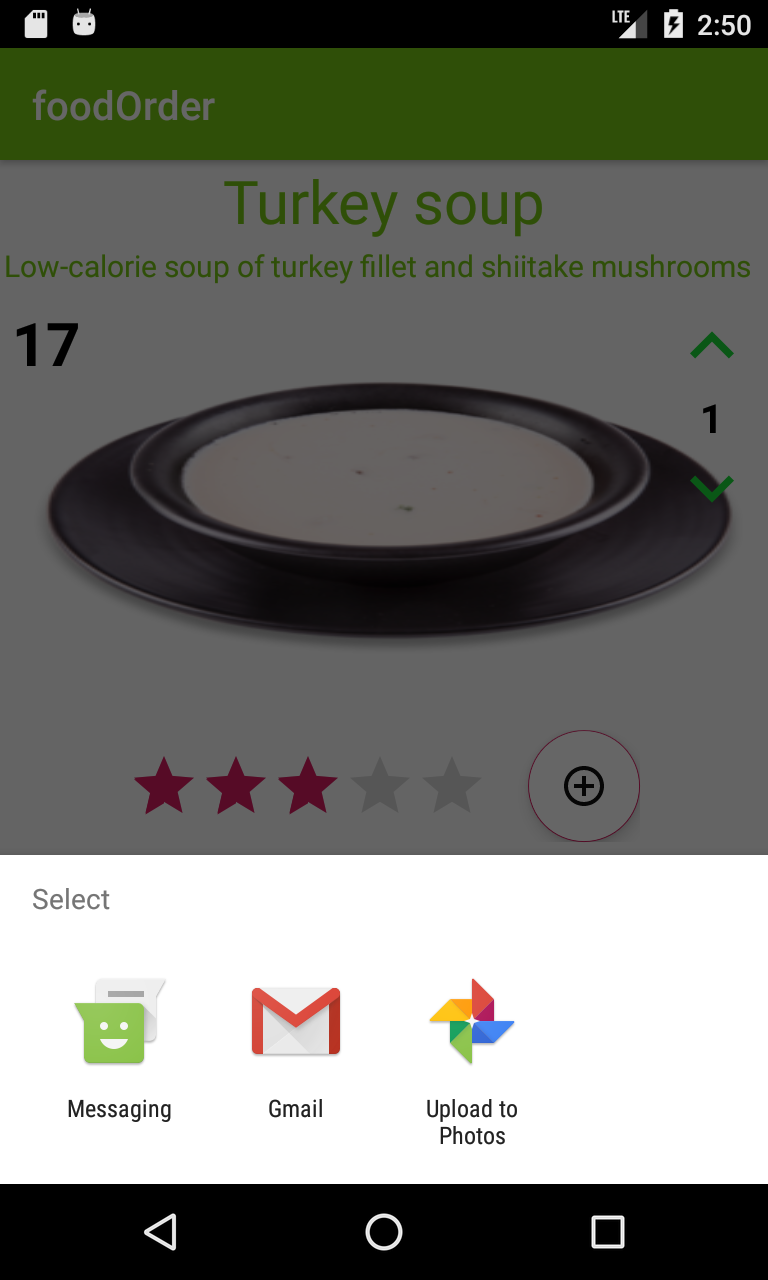 LTE 2:50
foodOrder
Turkey soup
Low-calorie soup of turkey fillet and shiitake mushrooms
17
1
Select
Messaging
Gmail
Upload to
Photos